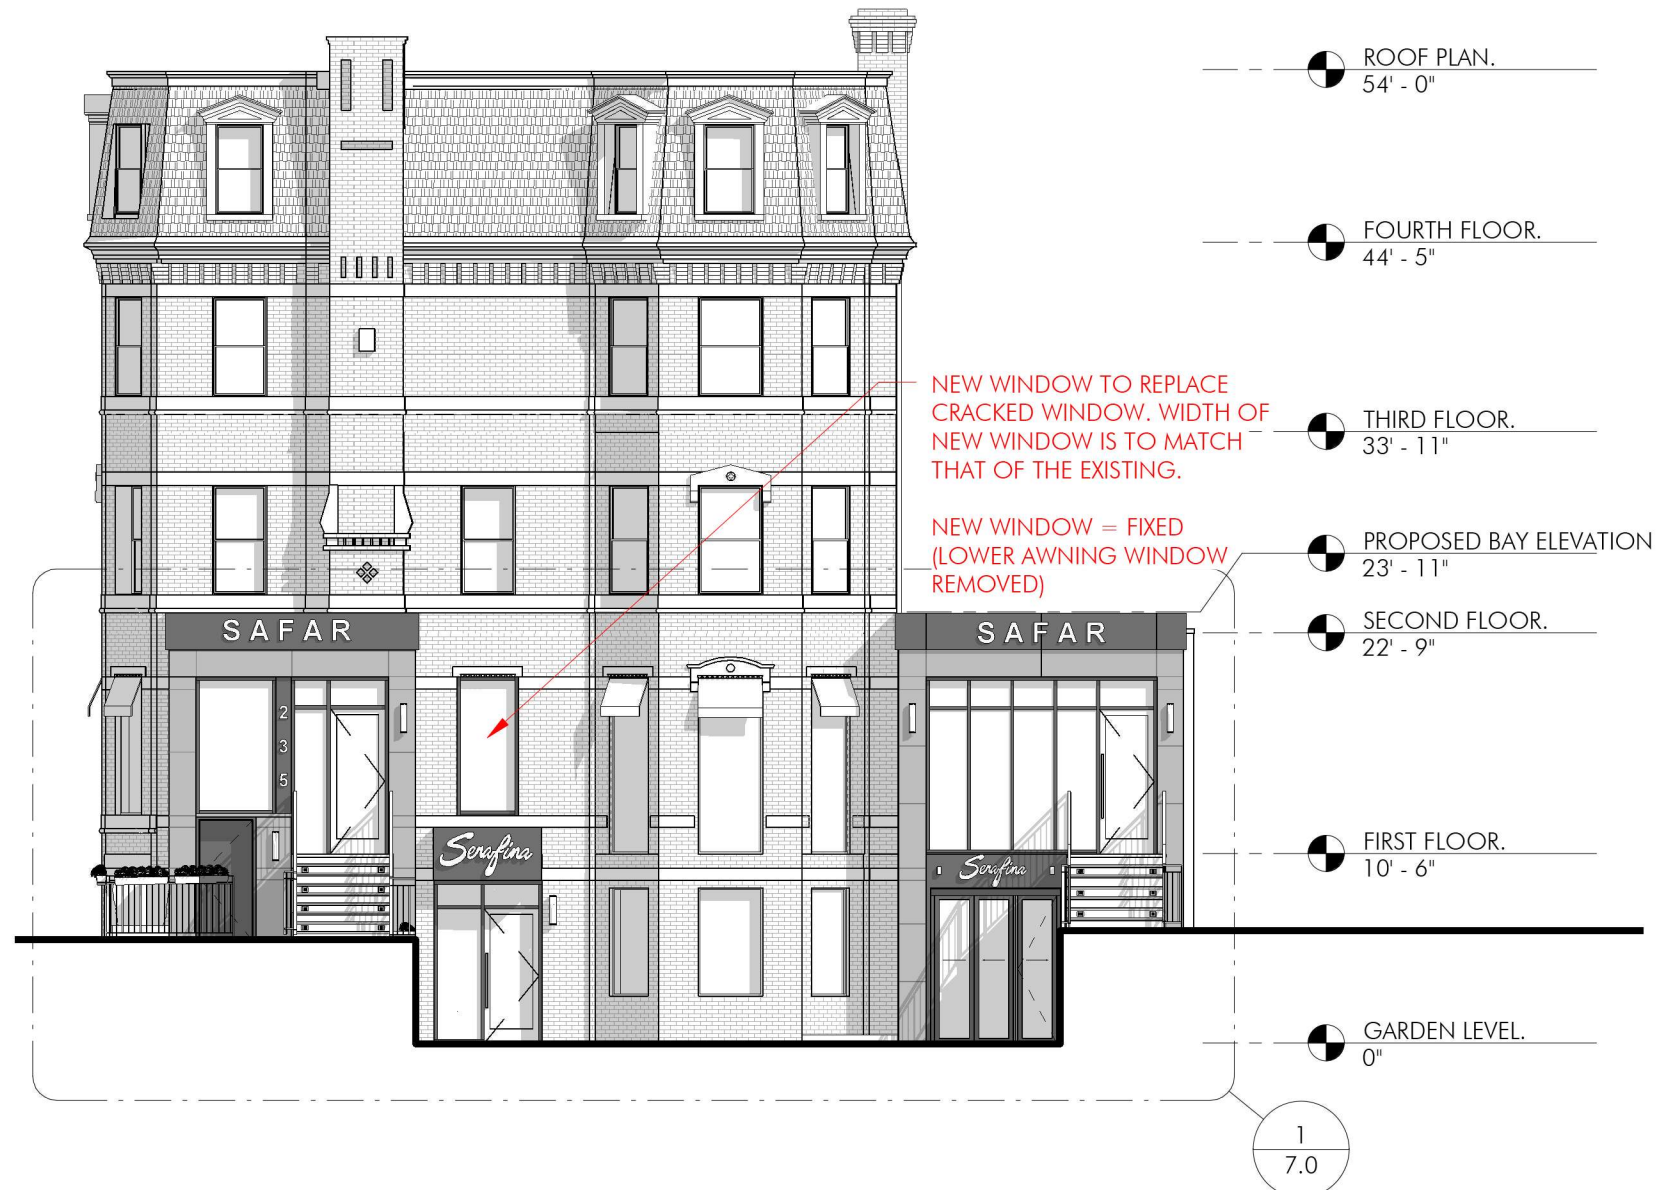 ROOF PLAN.
54' - 0"
FOURTH FLOOR.
44' - 5"
NEW WINDOW TO REPLACE
CRACKED WINDOW. WIDTH OF
NEW WINDOW IS TO MATCH
THAT OF THE EXISTING.
THIRD FLOOR.
33' - 11"
NEW WINDOW = FIXED
(LOWER AWNING WINDOW
REMOVED)
PROPOSED BAY ELEVATION
23' - 11"
SECOND FLOOR.
22' - 9"
SAFAR
SAFAR
2
3
5
Serafina
Serafina
FIRST FLOOR.
10' - 6"
GARDEN LEVEL.
0"
1
7.0